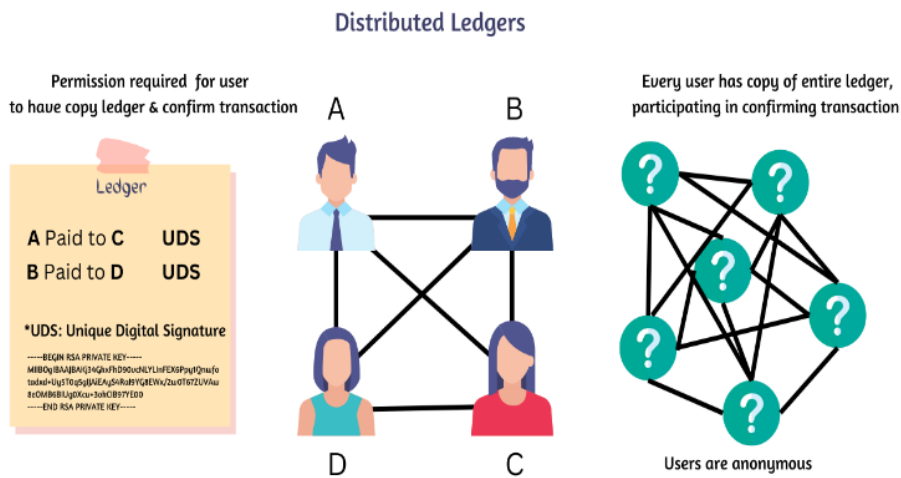 Distributed Ledgers
Permission required for user
to have copy ledger & confirm transaction
A
B
Every user has copy of entire ledger,
participating in confirming transaction
Ledger
A Paid to C UDS
B Paid to D UDS
*UDS: Unique Digital Signature
-----BEGIN RSA PRIVATE KEY-----
-----END RSA PRIVATE KEY-----
D
C
?
?
?
?
?
?
Users are anonymous